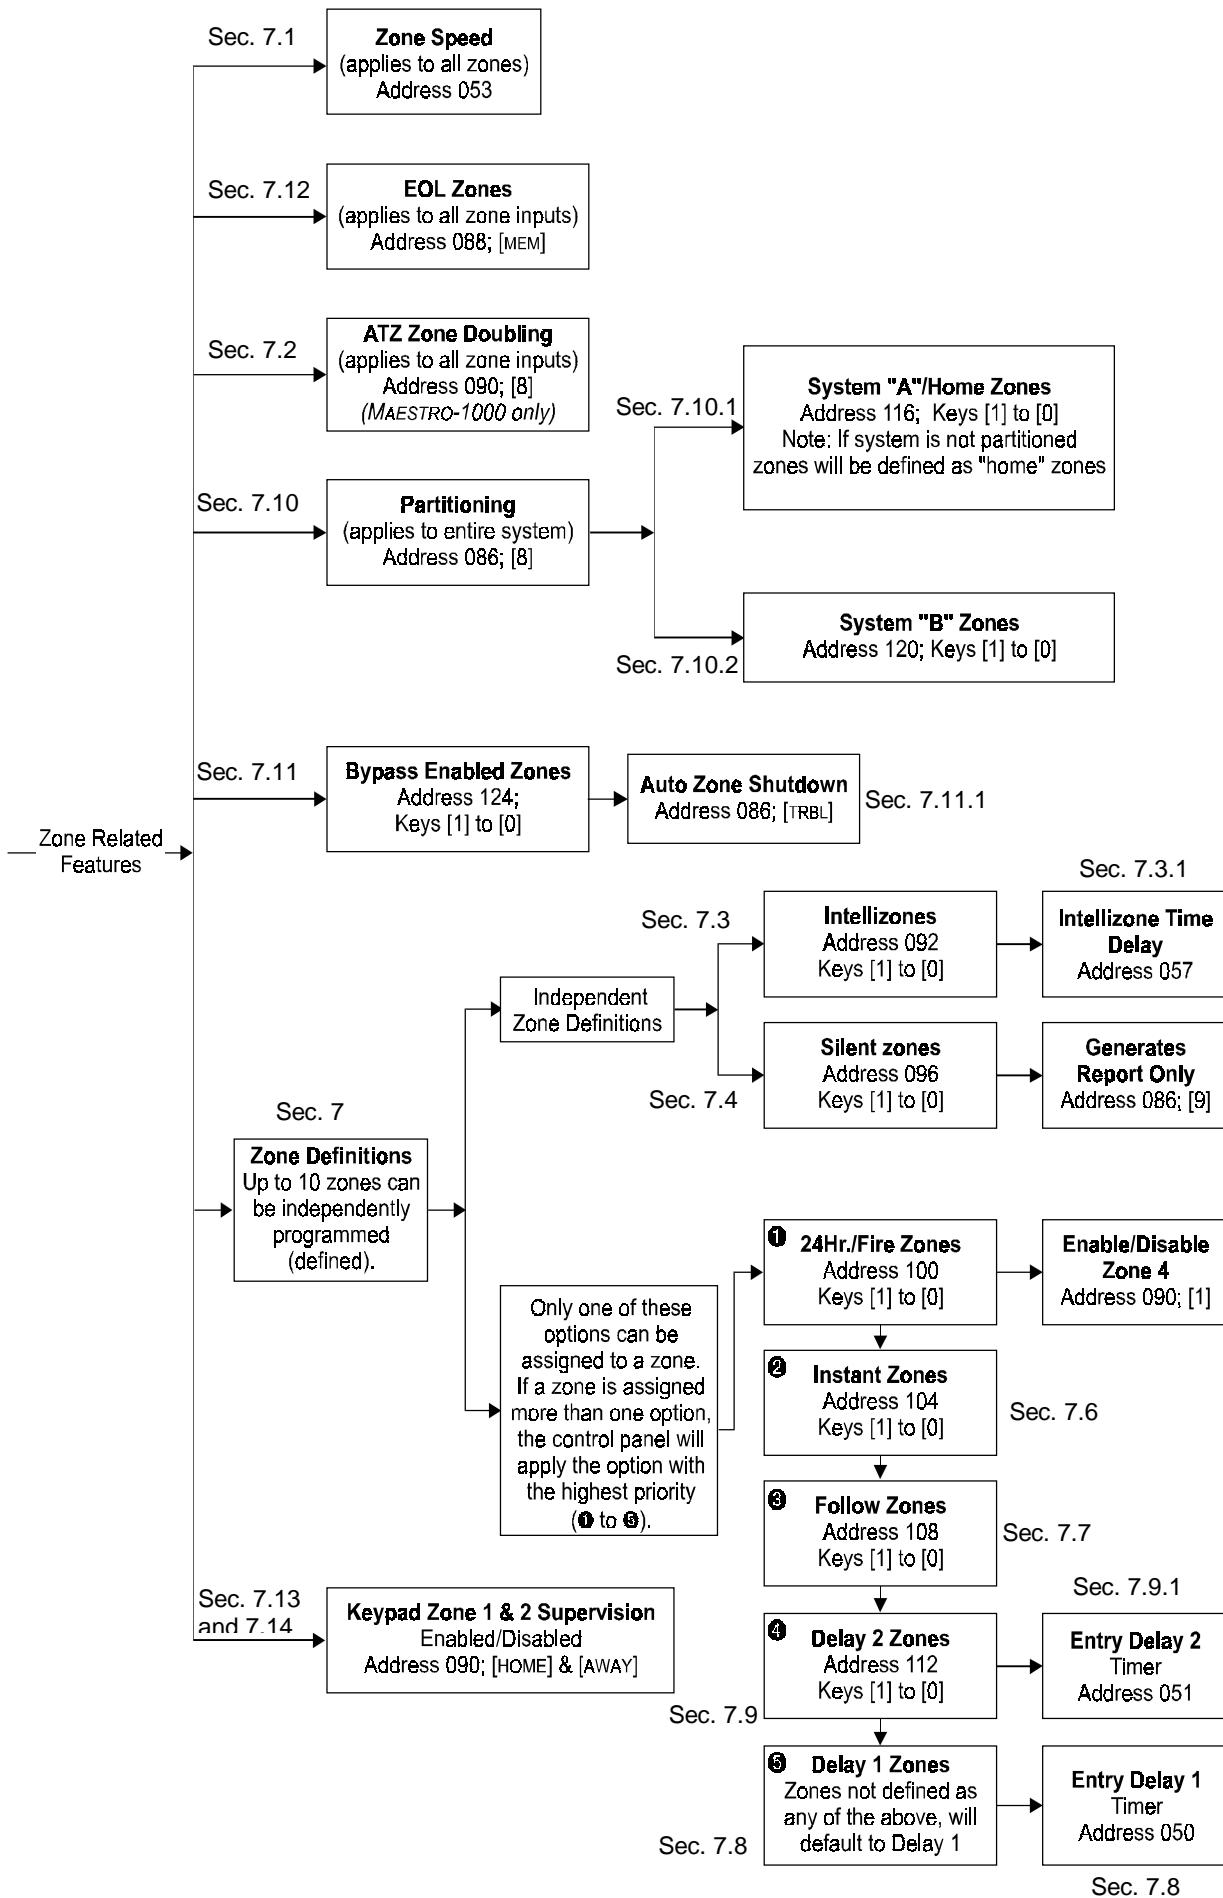 Sec. 7.1
Zone Speed
(applies to all zones)
Address 053
Sec. 7.12
EOL Zones
(applies to all zone inputs)
Address 088; [MEM]
Sec. 7.2
ATZ Zone Doubling
(applies to all zone inputs)
Address 090; [8]
(MAESTRO-1000 only)
Sec. 7.10
Partitioning
(applies to entire system)
Address 086; [8]
Sec. 7.10.1
System "A"/Home Zones
Address 116; Keys [1] to [0]
Note: If system is not partitioned
zones will be defined as "home" zones
Sec. 7.10.2
System "B" Zones
Address 120; Keys [1] to [0]
Sec. 7.11
Bypass Enabled Zones
Address 124;
Keys [1] to [0]
Auto Zone Shutdown
Address 086; [TRBL]
Sec. 7.11.1
Zone Related
Features
Sec. 7
Zone Definitions
Up to 10 zones can
be independently
programmed
(defined).
Independent
Zone Definitions
Sec. 7.3
Intellizones
Address 092
Keys [1] to [0]
Sec. 7.3.1
Intellizone Time
Delay
Address 057
Sec. 7.4
Silent zones
Address 096
Keys [1] to [0]
Generates
Report Only
Address 086; [9]
Only one of these
options can be
assigned to a zone.
If a zone is assigned
more than one option,
the control panel will
apply the option with
the highest priority
(❶ to ❺).
❶ 24Hr./Fire Zones
Address 100
Keys [1] to [0]
Enable/Disable
Zone 4
Address 090; [1]
❷ Instant Zones
Address 104
Keys [1] to [0]
Sec. 7.6
❸ Follow Zones
Address 108
Keys [1] to [0]
Sec. 7.7
❹ Delay 2 Zones
Address 112
Keys [1] to [0]
Sec. 7.9
Sec. 7.9.1
Entry Delay 2
Timer
Address 051
❺ Delay 1 Zones
Zones not defined as
any of the above, will
default to Delay 1
Sec. 7.8
Entry Delay 1
Timer
Address 050
Sec. 7.8
Sec. 7.13
and 7.14
Keypad Zone 1 & 2 Supervision
Enabled/Disabled
Address 090; [HOME] & [AWAY]